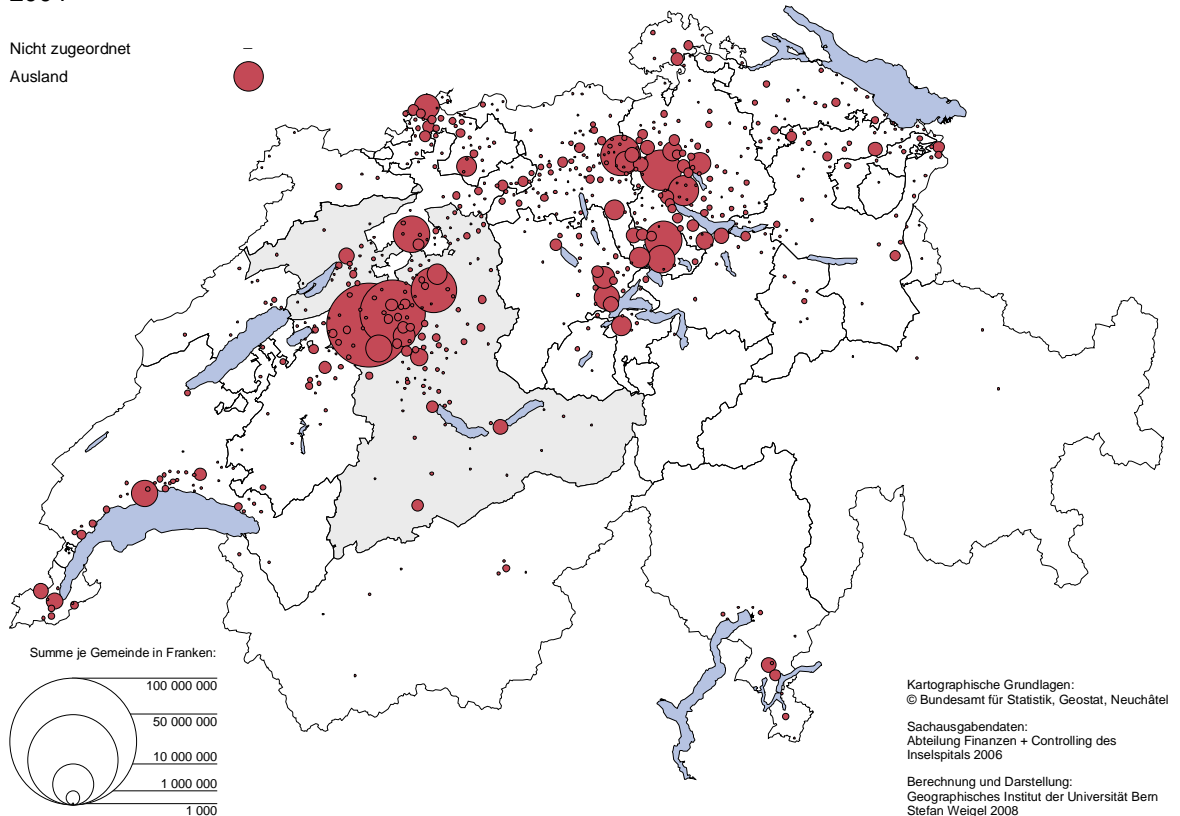 Nicht zugeordnet –
Ausland
Summe je Gemeinde in Franken:
100 000 000
50 000 000
10 000 000
1 000 000
1 000
Kartographische Grundlagen:
© Bundesamt für Statistik, Geostat, Neuchâtel
Sachausgabendaten:
Abteilung Finanzen + Controlling des
Inselspitals 2006
Berechnung und Darstellung:
Geographisches Institut der Universität Bern
Stefan Weigel 2008